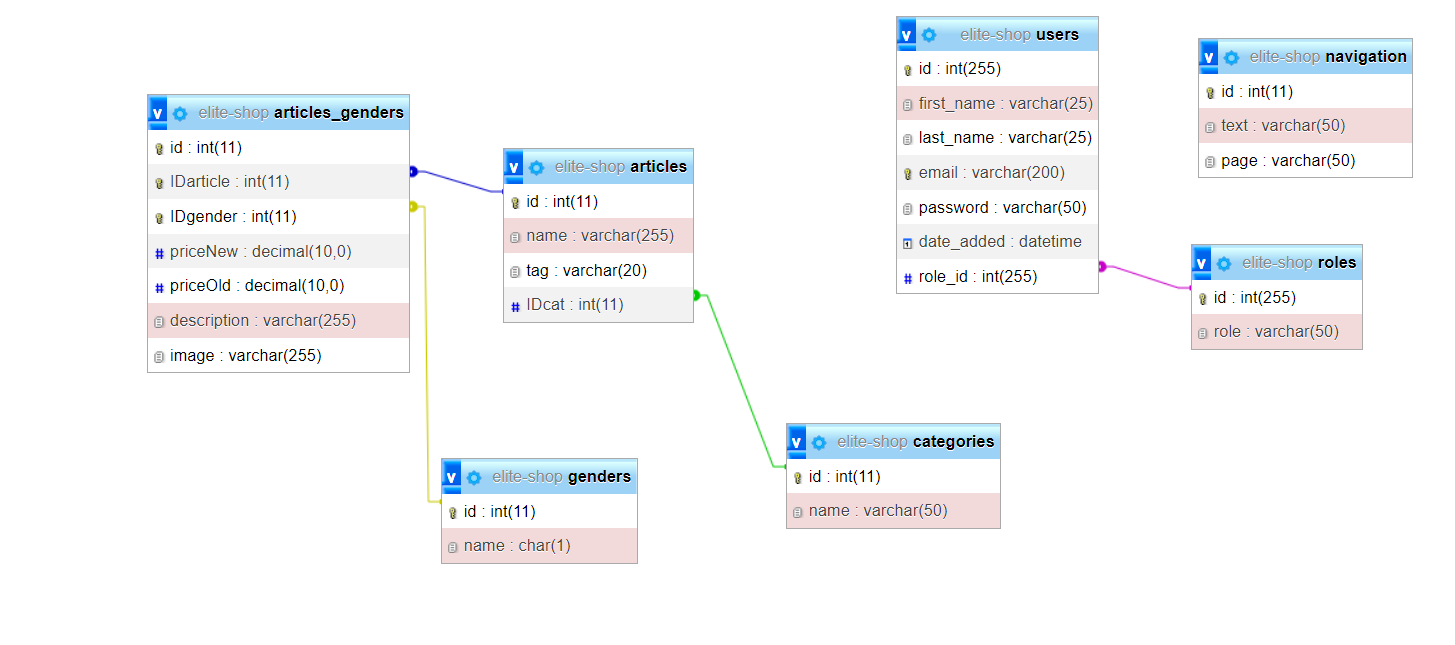 elite-shop articles_genders
id : int(11)
IDarticle : int(11)
IDgender : int(11)
priceNew : decimal(10,0)
priceOld : decimal(10,0)
description : varchar(255)
image : varchar(255)
elite-shop articles
id : int(11)
name : varchar(255)
tag : varchar(20)
IDcat : int(11)
elite-shop genders
id : int(11)
name : char(1)
elite-shop categories
id : int(11)
name : varchar(50)
elite-shop users
id : int(255)
first_name : varchar(25)
last_name : varchar(25)
email : varchar(200)
password : varchar(50)
date_added : datetime
role_id : int(255)
elite-shop navigation
id : int(11)
text : varchar(50)
page : varchar(50)
elite-shop roles
id : int(255)
role : varchar(50)